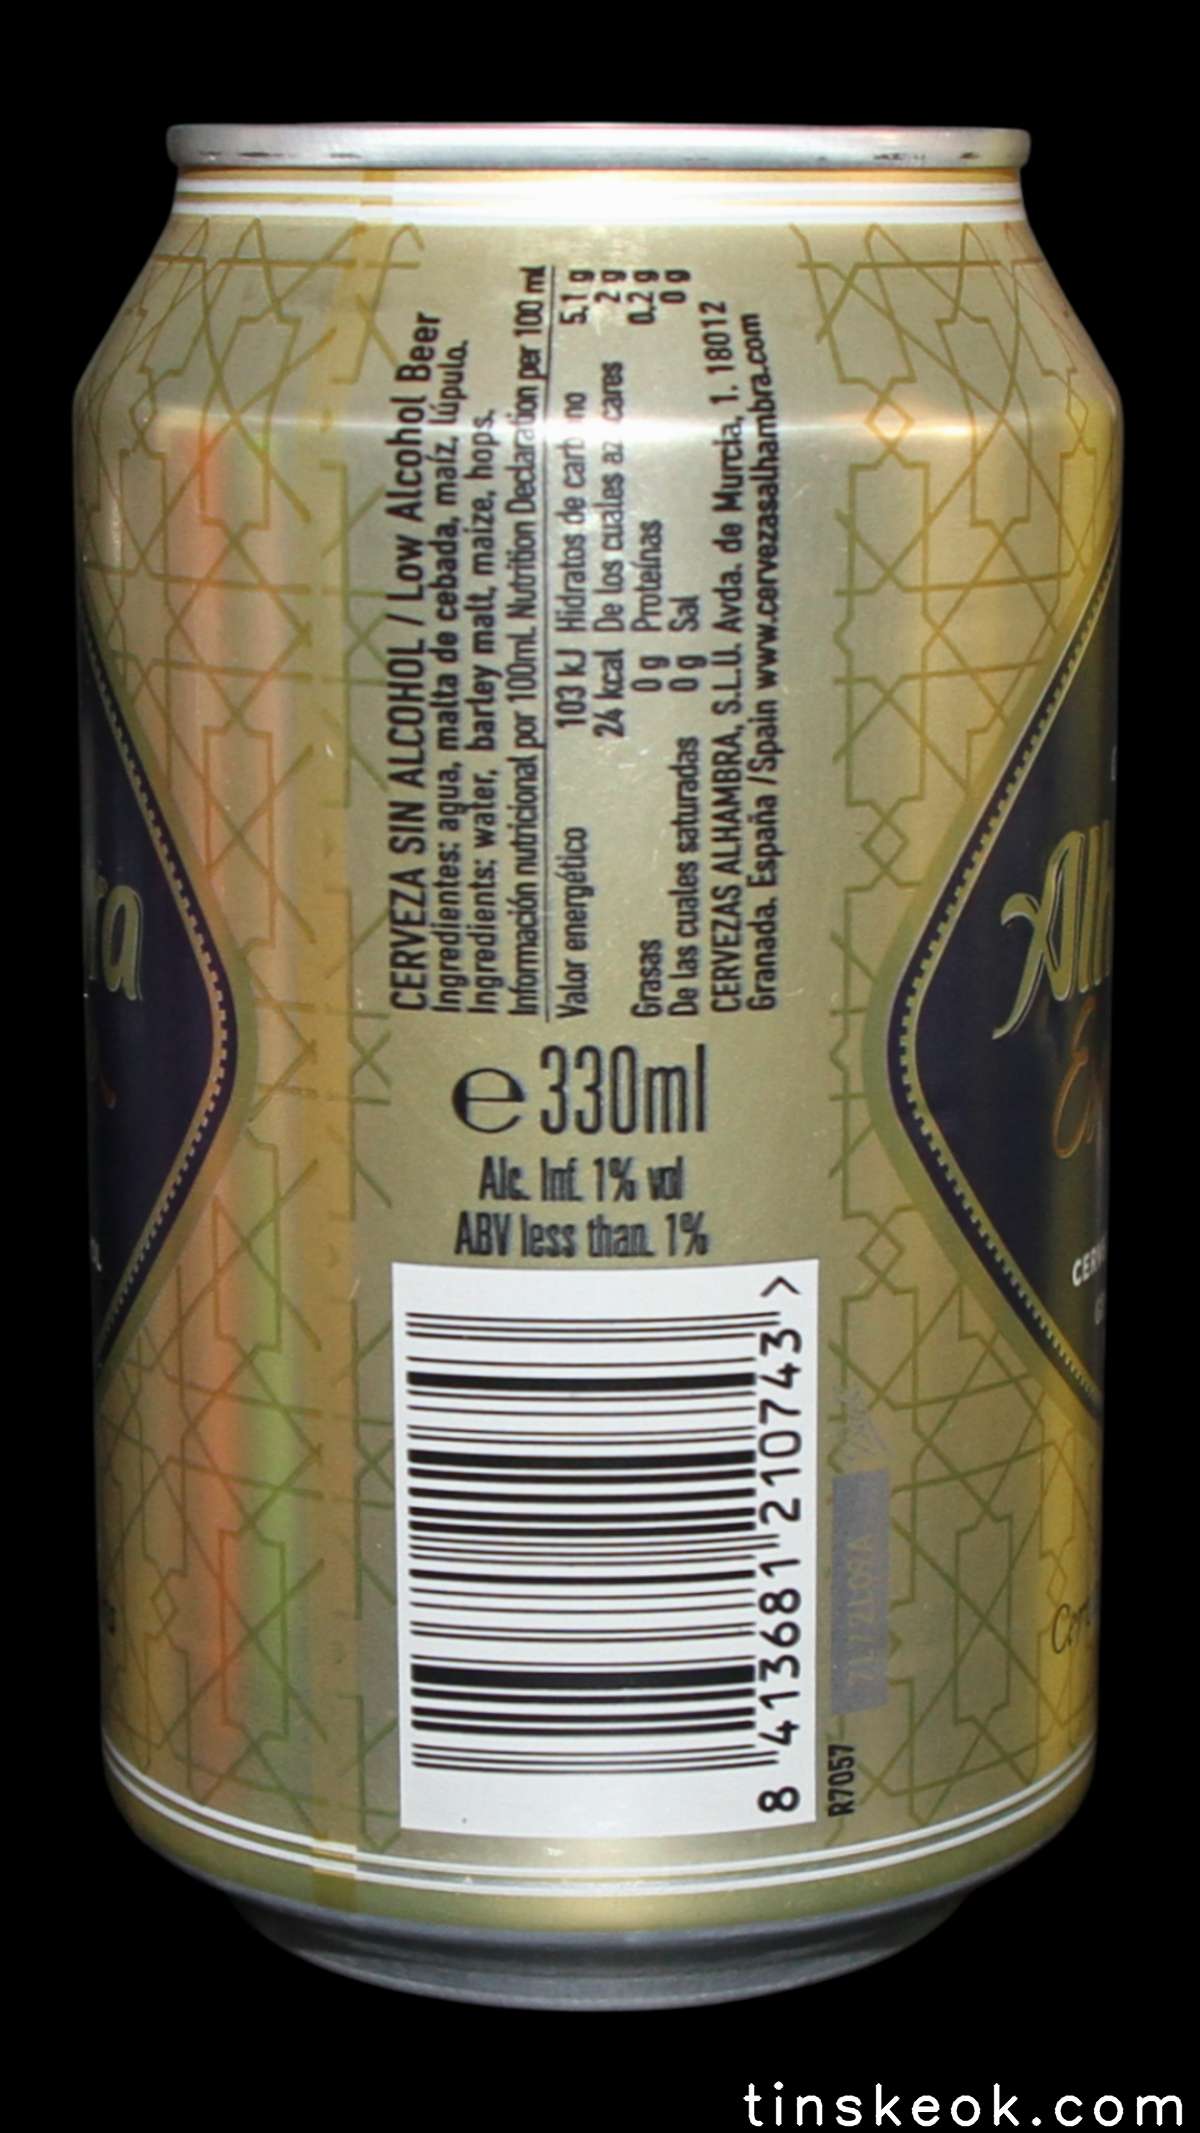 CERVEZA SIN ALCOHOL / Low Alcohol Beer
Ingredientes: agua, malta de cebada, maíz, lúpulo.
Ingredients: water, barley malt, maize, hops.
Información nutricional por 100ml. Nutrition Declaration per 100 ml
Valor energético 103 kJ Hidratos de carbono 5,1 g
24 kcal De los cuales azúcares 2 g
Grasas 0 g Proteínas 0,2 g
De las cuales saturadas 0 g Sal 0 g
CERVEZAS ALHAMBRA, S.L.U. Avda. de Murcia, 1. 18012
Granada. España / Spain www.cervezasalhambra.com
e 330ml
Alc. Inf. 1% vol
ABV less than. 1%
8 413681 210743 >
R7057
ra
Alh
CER
tinskeok.com